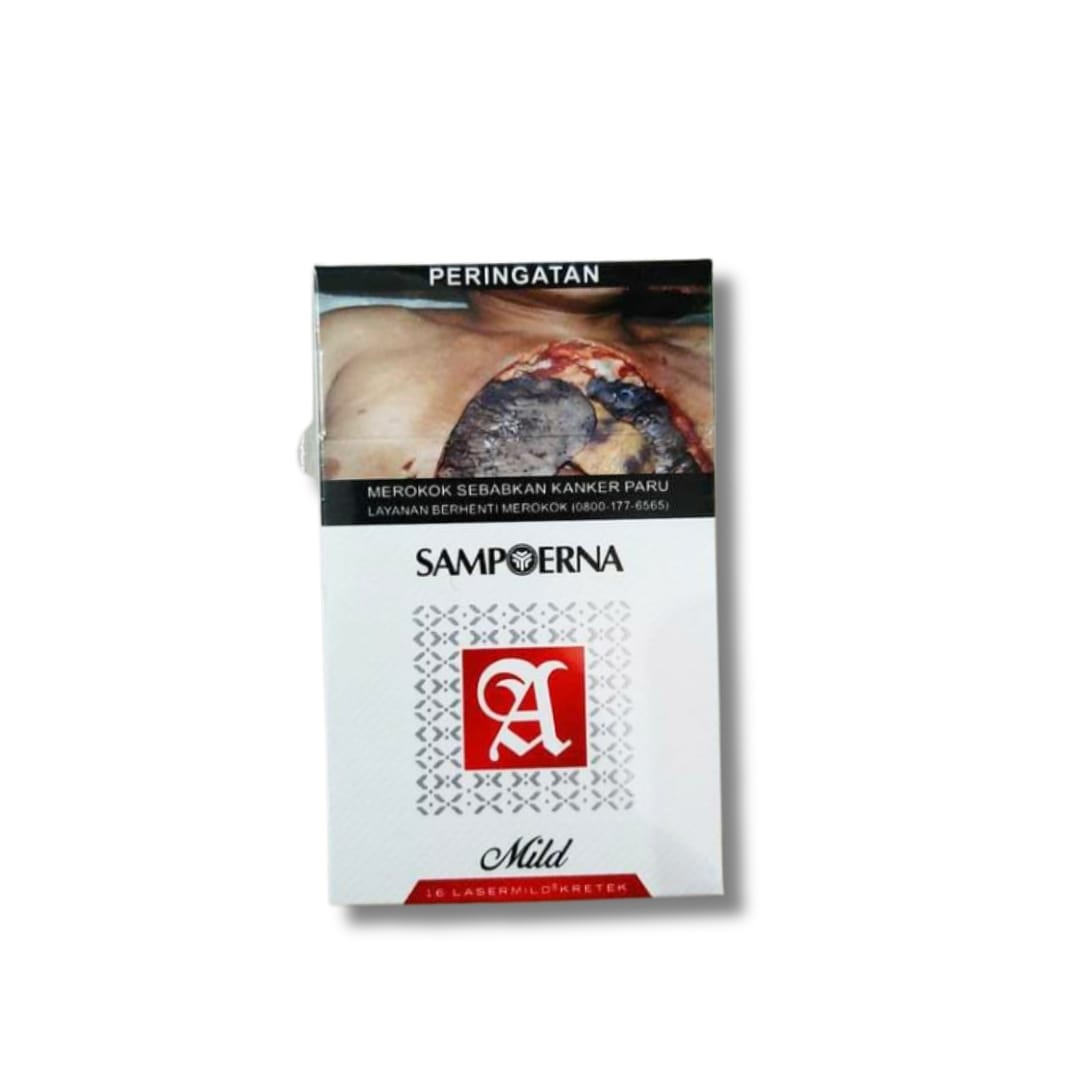 PERINGATAN
MEROKOK SEBABKAN KANKER PARU
LAYANAN BERHENTI MEROKOK (0800-177-6565)
SAMPOERNA
A
Mild
16 LASERMILD® KRETEK